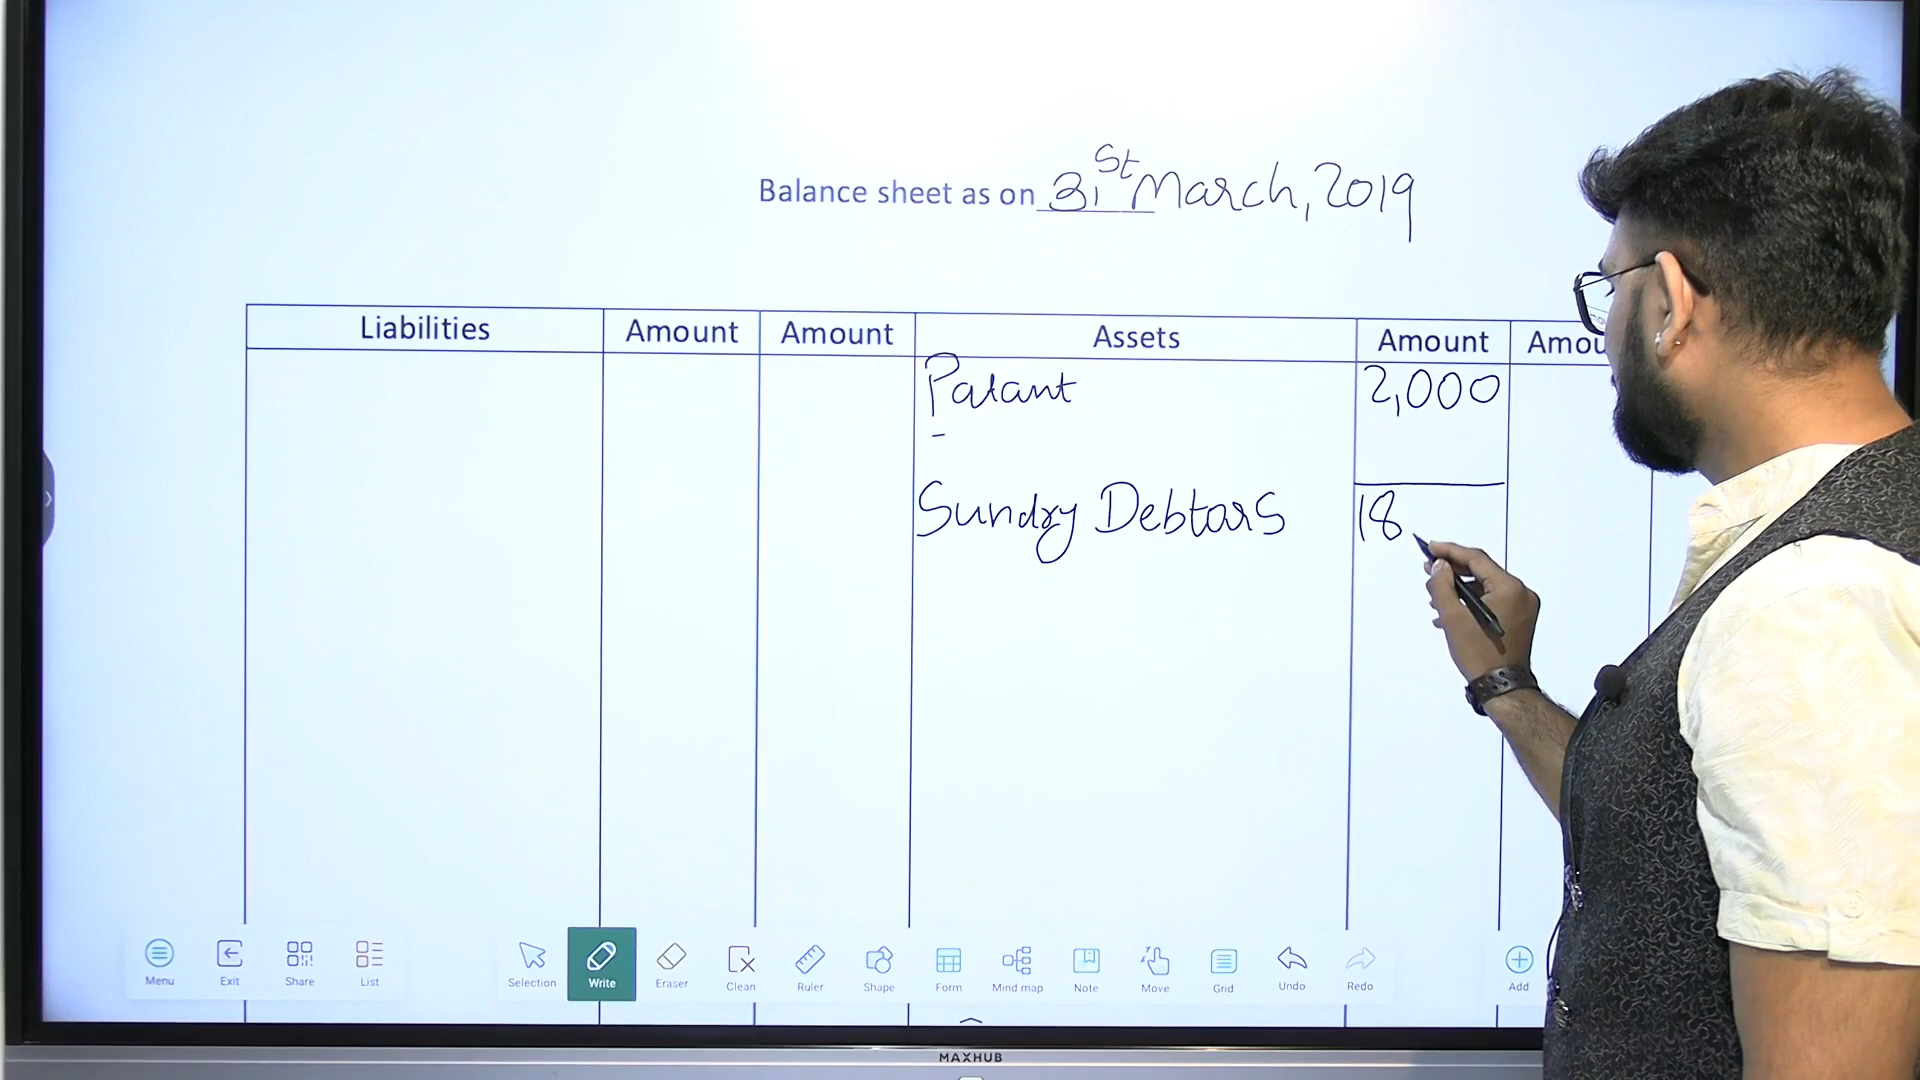 Balance sheet as on 31st March, 2019
Liabilities Amount Amount Assets Amount Amou
Patant 2,000
-
Sundry Debtors 18
Menu Exit Share List Selection Write Eraser Clean Ruler Shape Form Mind map Note Move Grid Undo Redo Add
MAXHUB